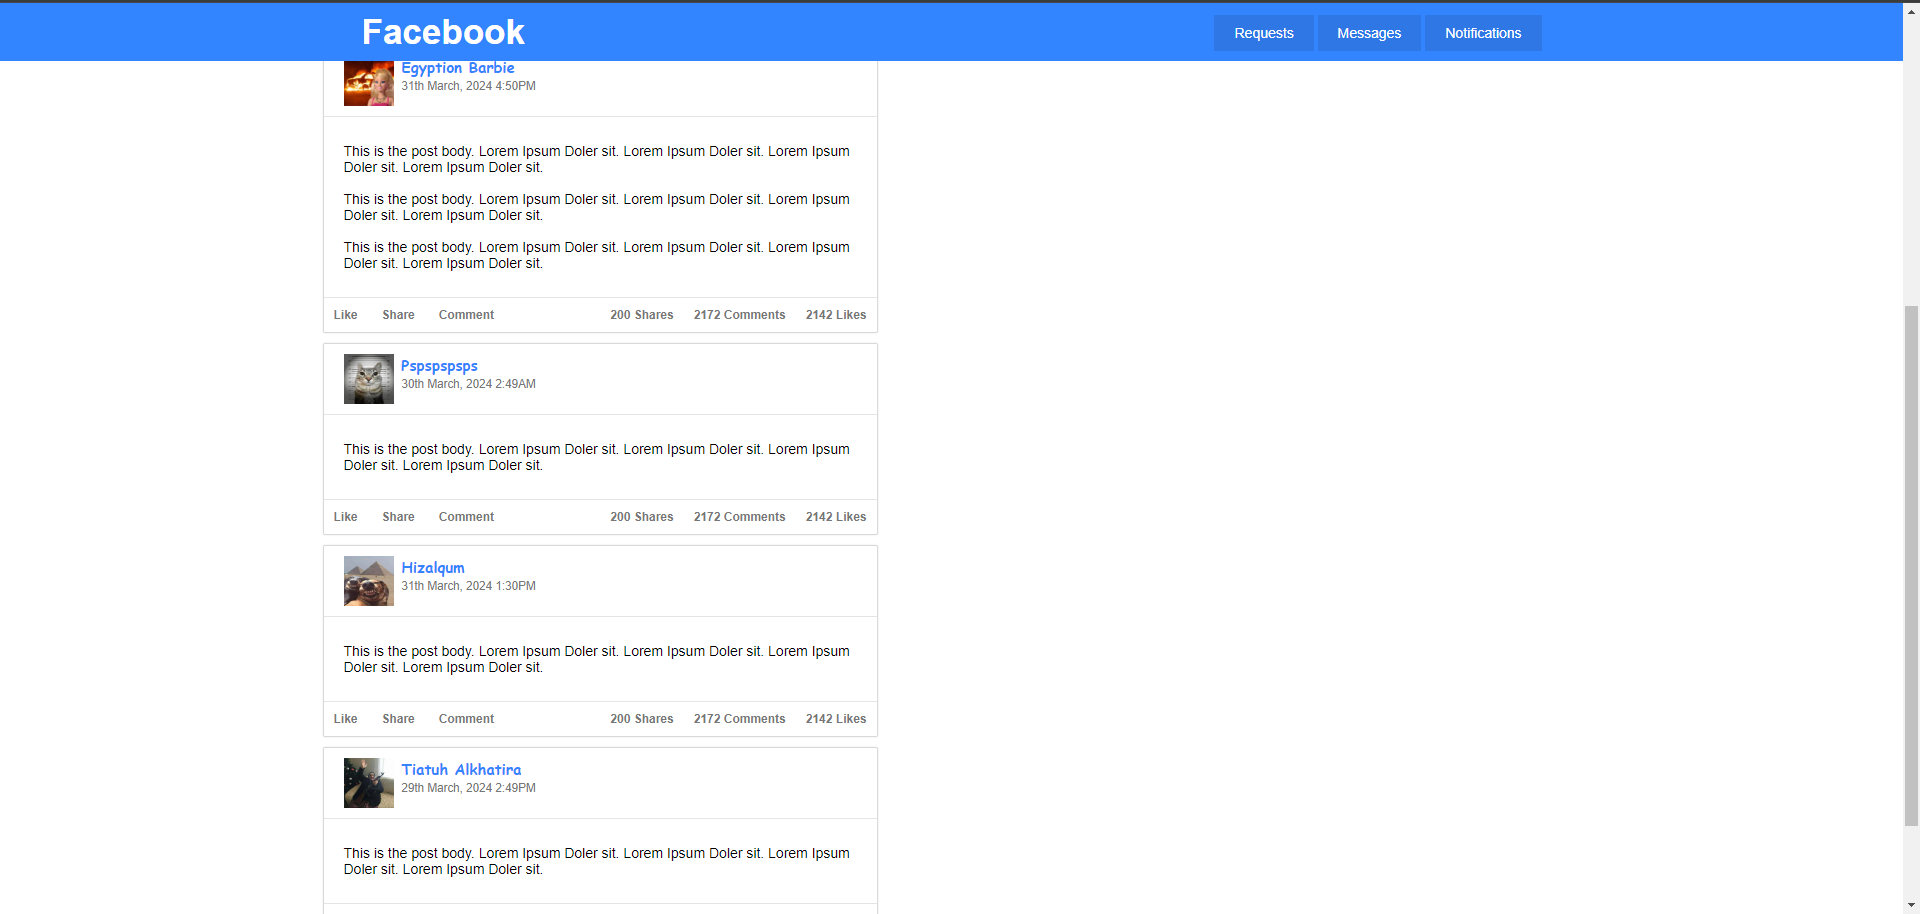 Facebook
Requests Messages Notifications
Egyption Barbie
31th March, 2024 4:50PM
This is the post body. Lorem Ipsum Doler sit. Lorem Ipsum Doler sit. Lorem Ipsum
Doler sit. Lorem Ipsum Doler sit.
This is the post body. Lorem Ipsum Doler sit. Lorem Ipsum Doler sit. Lorem Ipsum
Doler sit. Lorem Ipsum Doler sit.
This is the post body. Lorem Ipsum Doler sit. Lorem Ipsum Doler sit. Lorem Ipsum
Doler sit. Lorem Ipsum Doler sit.
Like Share Comment 200 Shares 2172 Comments 2142 Likes
Pspspspsps
30th March, 2024 2:49AM
This is the post body. Lorem Ipsum Doler sit. Lorem Ipsum Doler sit. Lorem Ipsum
Doler sit. Lorem Ipsum Doler sit.
Like Share Comment 200 Shares 2172 Comments 2142 Likes
Hizalqum
31th March, 2024 1:30PM
This is the post body. Lorem Ipsum Doler sit. Lorem Ipsum Doler sit. Lorem Ipsum
Doler sit. Lorem Ipsum Doler sit.
Like Share Comment 200 Shares 2172 Comments 2142 Likes
Tiatuh Alkhatira
29th March, 2024 2:49PM
This is the post body. Lorem Ipsum Doler sit. Lorem Ipsum Doler sit. Lorem Ipsum
Doler sit. Lorem Ipsum Doler sit.